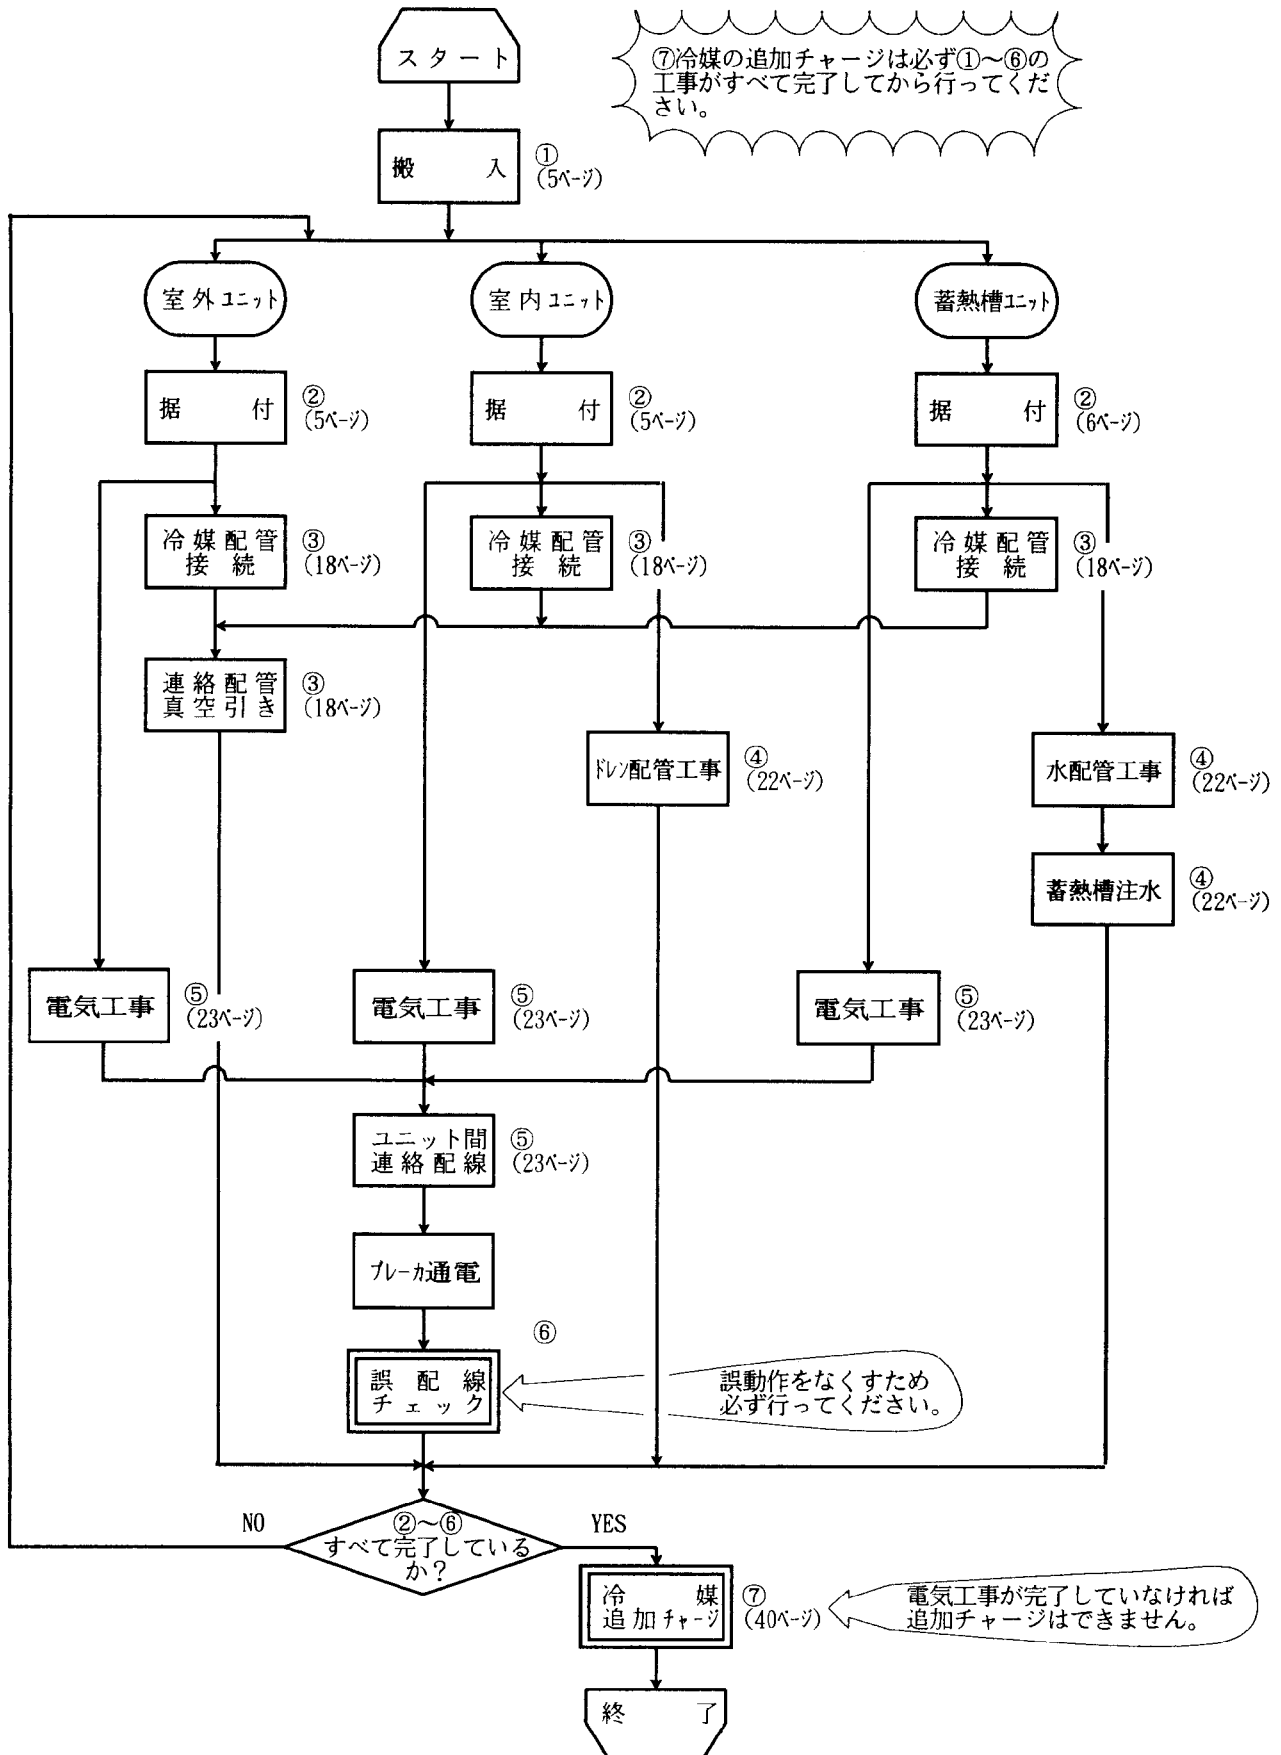 スタート
⑦冷媒の追加チャージは必ず①～⑥の
工事がすべて完了してから行ってくだ
さい。
搬　入
①
(5ページ)
室外ユニット
室内ユニット
蓄熱槽ユニット
据　付
②
(5ページ)
据　付
②
(5ページ)
据　付
②
(6ページ)
冷媒配管
接続
③
(18ページ)
冷媒配管
接続
③
(18ページ)
冷媒配管
接続
③
(18ページ)
連絡配管
真空引き
③
(18ページ)
ドレン配管工事
④
(22ページ)
水配管工事
④
(22ページ)
蓄熱槽注水
④
(22ページ)
電気工事
⑤
(23ページ)
電気工事
⑤
(23ページ)
電気工事
⑤
(23ページ)
ユニット間
連絡配線
⑤
(23ページ)
ブレーカ通電
⑥
誤配線
チェック
誤動作をなくすため
必ず行ってください。
NO
②～⑥
すべて完了している
か？
YES
冷媒
追加チャージ
⑦
(40ページ)
電気工事が完了していなければ
追加チャージはできません。
終　了